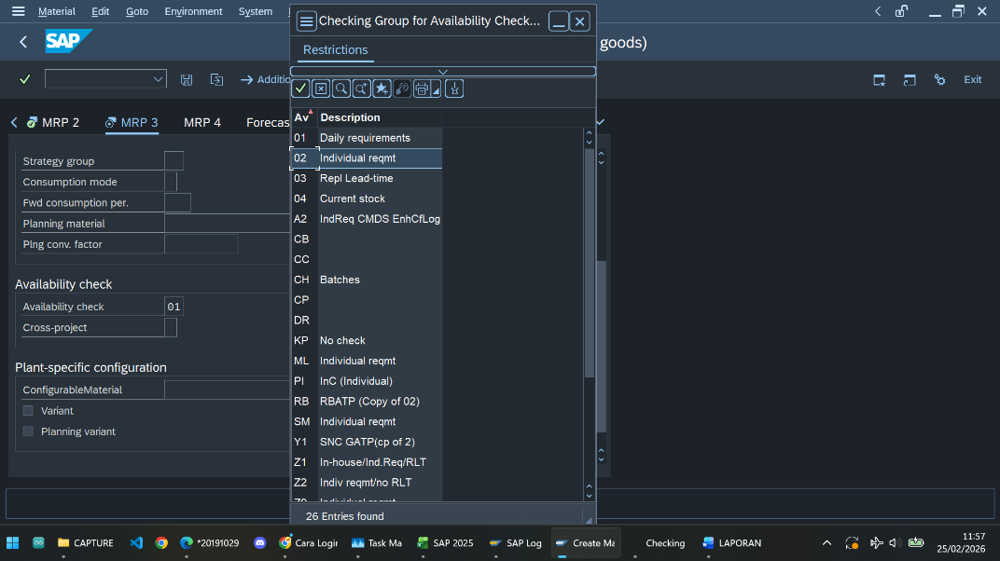 Material Edit Goto Environment System
Checking Group for Availability Check...
goods)
SAP
Restrictions
Exit
MRP 2 MRP 3 MRP 4 Forecas
Av Description
01 Daily requirements
02 Individual reqmt
03 Repl Lead-time
04 Current stock
A2 IndReq CMDS EnhCfLog
CB
CC
CH Batches
CP
DR
KP No check
ML Individual reqmt
PI InC (Individual)
RB RBATP (Copy of 02)
SM Individual reqmt
Y1 SNC GATP(cp of 2)
Z1 In-house/Ind.Req/RLT
Z2 Indiv reqmt/no RLT
26 Entries found
Strategy group
Consumption mode
Fwd consumption per.
Planning material
Plng conv. factor
Availability check
Availability check 01
Cross-project
Plant-specific configuration
ConfigurableMaterial
Variant
Planning variant
CAPTURE *20191029 Cara Logir Task Ma SAP 2025 SAP Log Create Ma Checking LAPORAN
11:57
25/02/2026